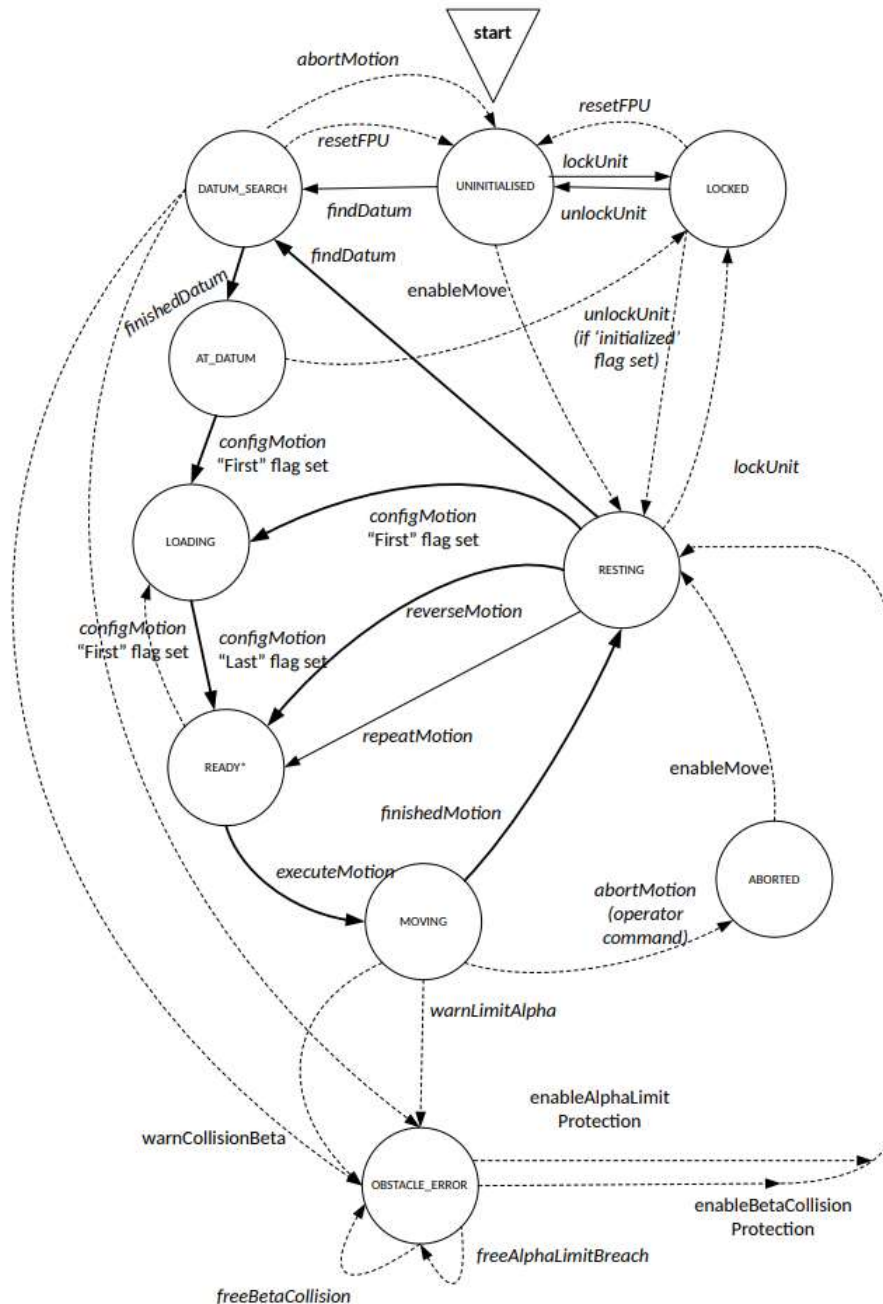 start
abortMotion
resetFPU
resetFPU
lockUnit
DATUM_SEARCH
UNINITIALISED
LOCKED
findDatum
unlockUnit
findDatum
finishedDatum
enableMove
unlockUnit
(if 'initialized'
flag set)
AT_DATUM
configMotion
"First" flag set
lockUnit
configMotion
"First" flag set
LOADING
RESTING
reverseMotion
configMotion
"First" flag set
configMotion
"Last" flag set
repeatMotion
READY*
enableMove
finishedMotion
executeMotion
ABORTED
abortMotion
(operator
command)
MOVING
warnLimitAlpha
enableAlphaLimit
Protection
warnCollisionBeta
OBSTACLE_ERROR
enableBetaCollision
Protection
freeAlphaLimitBreach
freeBetaCollision